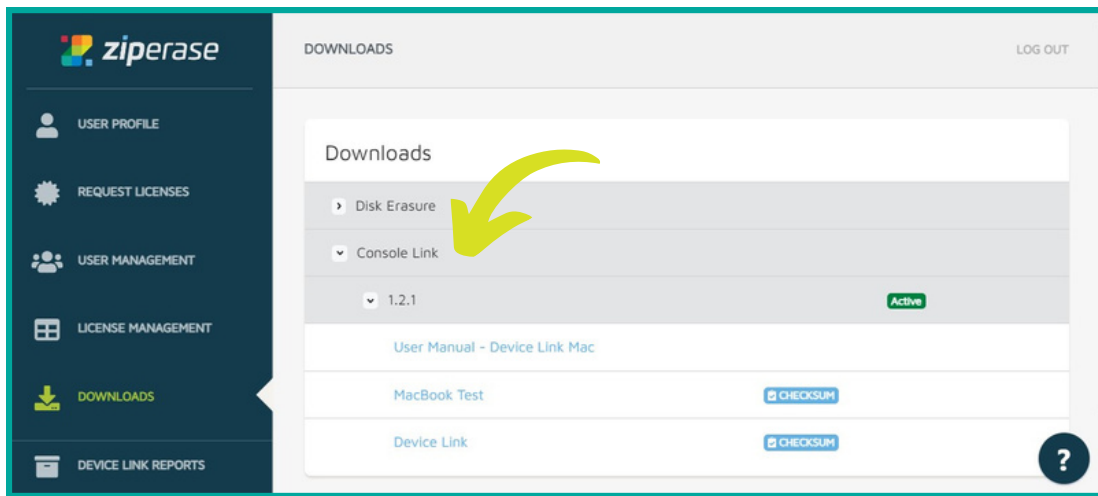 ziperase
DOWNLOADS
LOG OUT
USER PROFILE
REQUEST LICENSES
USER MANAGEMENT
LICENSE MANAGEMENT
DOWNLOADS
DEVICE LINK REPORTS
Downloads
Disk Erasure
Console Link
1.2.1
Active
User Manual - Device Link Mac
MacBook Test
CHECKSUM
Device Link
CHECKSUM
?